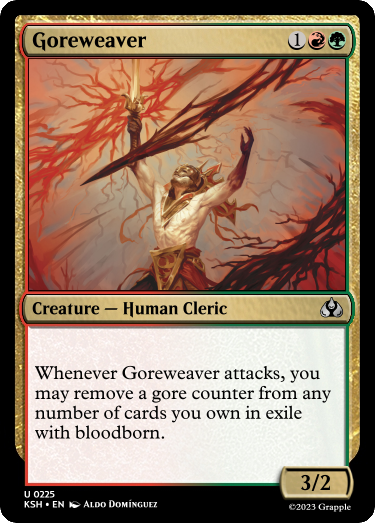 Goreweaver 1
Creature — Human Cleric
Whenever Goreweaver attacks, you
may remove a gore counter from any
number of cards you own in exile
with bloodborn.
3/2
U 0225
KSH • EN Aldo Domínguez
©2023 Grapple